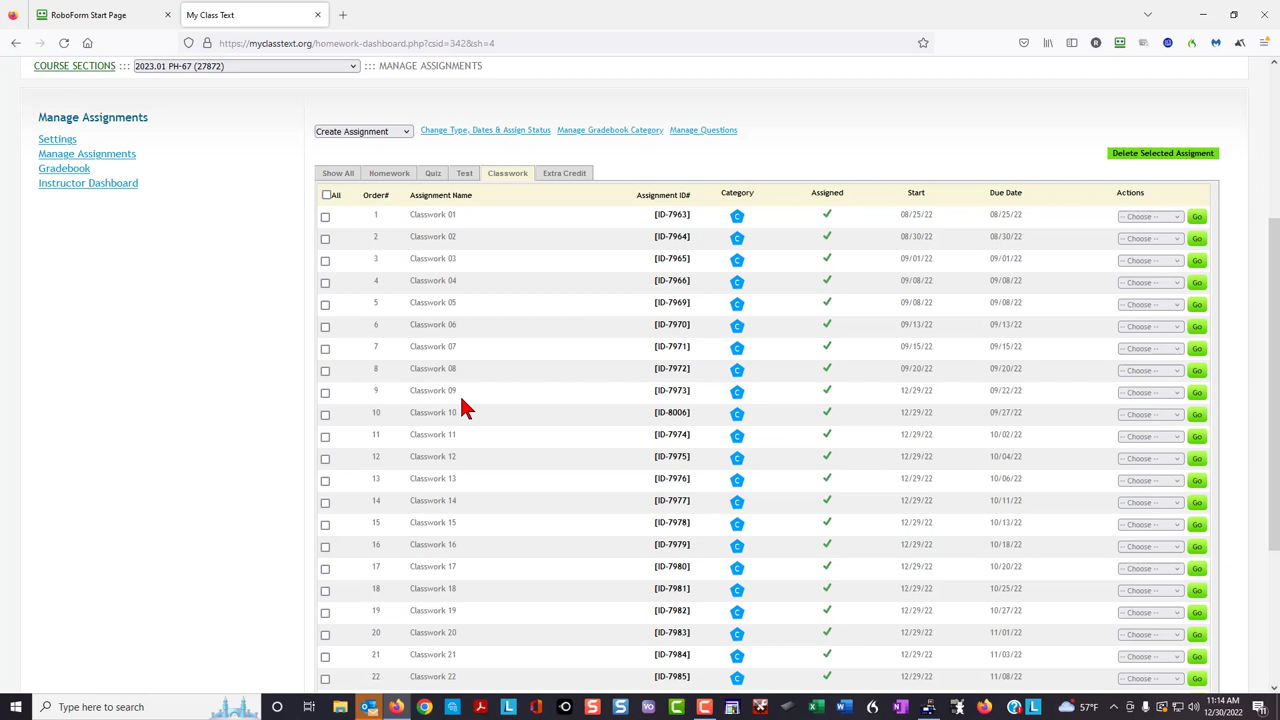 RoboForm Start Page
My Class Text
https://myclasstext.org/homework-dashboard.php?csid=342&sh=4
COURSE SECTIONS ::: 2023.01 PH-67 (27872) ::: MANAGE ASSIGNMENTS
Manage Assignments
Settings
Manage Assignments
Gradebook
Instructor Dashboard
Create Assignment Change Type, Dates & Assign Status Manage Gradebook Category Manage Questions
Delete Selected Assigment
Show All Homework Quiz Test Classwork Extra Credit
All Order# Assignment Name Assignment ID# Category Assigned Start Due Date Actions
1 Classwork 01 [ID-7963] C 08/25/22 08/25/22 -- Choose -- Go
2 Classwork 02 [ID-7964] C 08/30/22 08/30/22 -- Choose -- Go
3 Classwork 03 [ID-7965] C 09/01/22 09/01/22 -- Choose -- Go
4 Classwork 04 [ID-7966] C 09/08/22 09/08/22 -- Choose -- Go
5 Classwork 05 [ID-7969] C 09/08/22 09/08/22 -- Choose -- Go
6 Classwork 06 [ID-7970] C 09/13/22 09/13/22 -- Choose -- Go
7 Classwork 07 [ID-7971] C 09/15/22 09/15/22 -- Choose -- Go
8 Classwork 08 [ID-7972] C 09/20/22 09/20/22 -- Choose -- Go
9 Classwork 09 [ID-7973] C 12/29/22 09/22/22 -- Choose -- Go
10 Classwork 10 [ID-8006] C 12/29/22 09/27/22 -- Choose -- Go
11 Classwork 11 [ID-7974] C 12/29/22 10/02/22 -- Choose -- Go
12 Classwork 12 [ID-7975] C 12/29/22 10/04/22 -- Choose -- Go
13 Classwork 13 [ID-7976] C 12/29/22 10/06/22 -- Choose -- Go
14 Classwork 14 [ID-7977] C 12/29/22 10/11/22 -- Choose -- Go
15 Classwork 15 [ID-7978] C 12/29/22 10/13/22 -- Choose -- Go
16 Classwork 16 [ID-7979] C 12/29/22 10/18/22 -- Choose -- Go
17 Classwork 17 [ID-7980] C 12/29/22 10/20/22 -- Choose -- Go
18 Classwork 18 [ID-7981] C 12/29/22 10/25/22 -- Choose -- Go
19 Classwork 19 [ID-7982] C 12/29/22 10/27/22 -- Choose -- Go
20 Classwork 20 [ID-7983] C 12/29/22 11/01/22 -- Choose -- Go
21 Classwork 21 [ID-7984] C 12/29/22 11/03/22 -- Choose -- Go
22 Classwork 22 [ID-7985] C 12/29/22 11/08/22 -- Choose -- Go
Type here to search
57°F
11:14 AM
12/30/2022